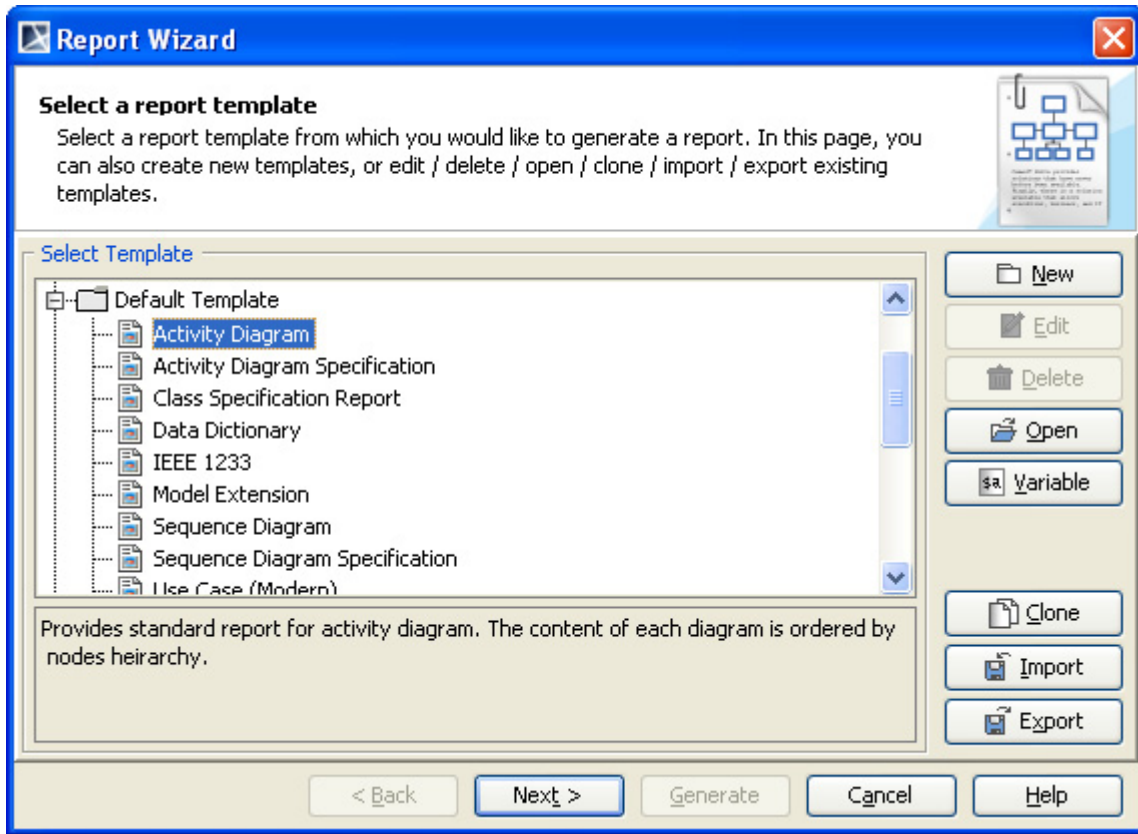 Report Wizard
Select a report template
Select a report template from which you would like to generate a report. In this page, you
can also create new templates, or edit / delete / open / clone / import / export existing
templates.
Select Template
Default Template
Activity Diagram
Activity Diagram Specification
Class Specification Report
Data Dictionary
IEEE 1233
Model Extension
Sequence Diagram
Sequence Diagram Specification
Use Case (Modern)
Provides standard report for activity diagram. The content of each diagram is ordered by
nodes heirarchy.
New
Edit
Delete
Open
$a Variable
Clone
Import
Export
< Back
Next >
Generate
Cancel
Help